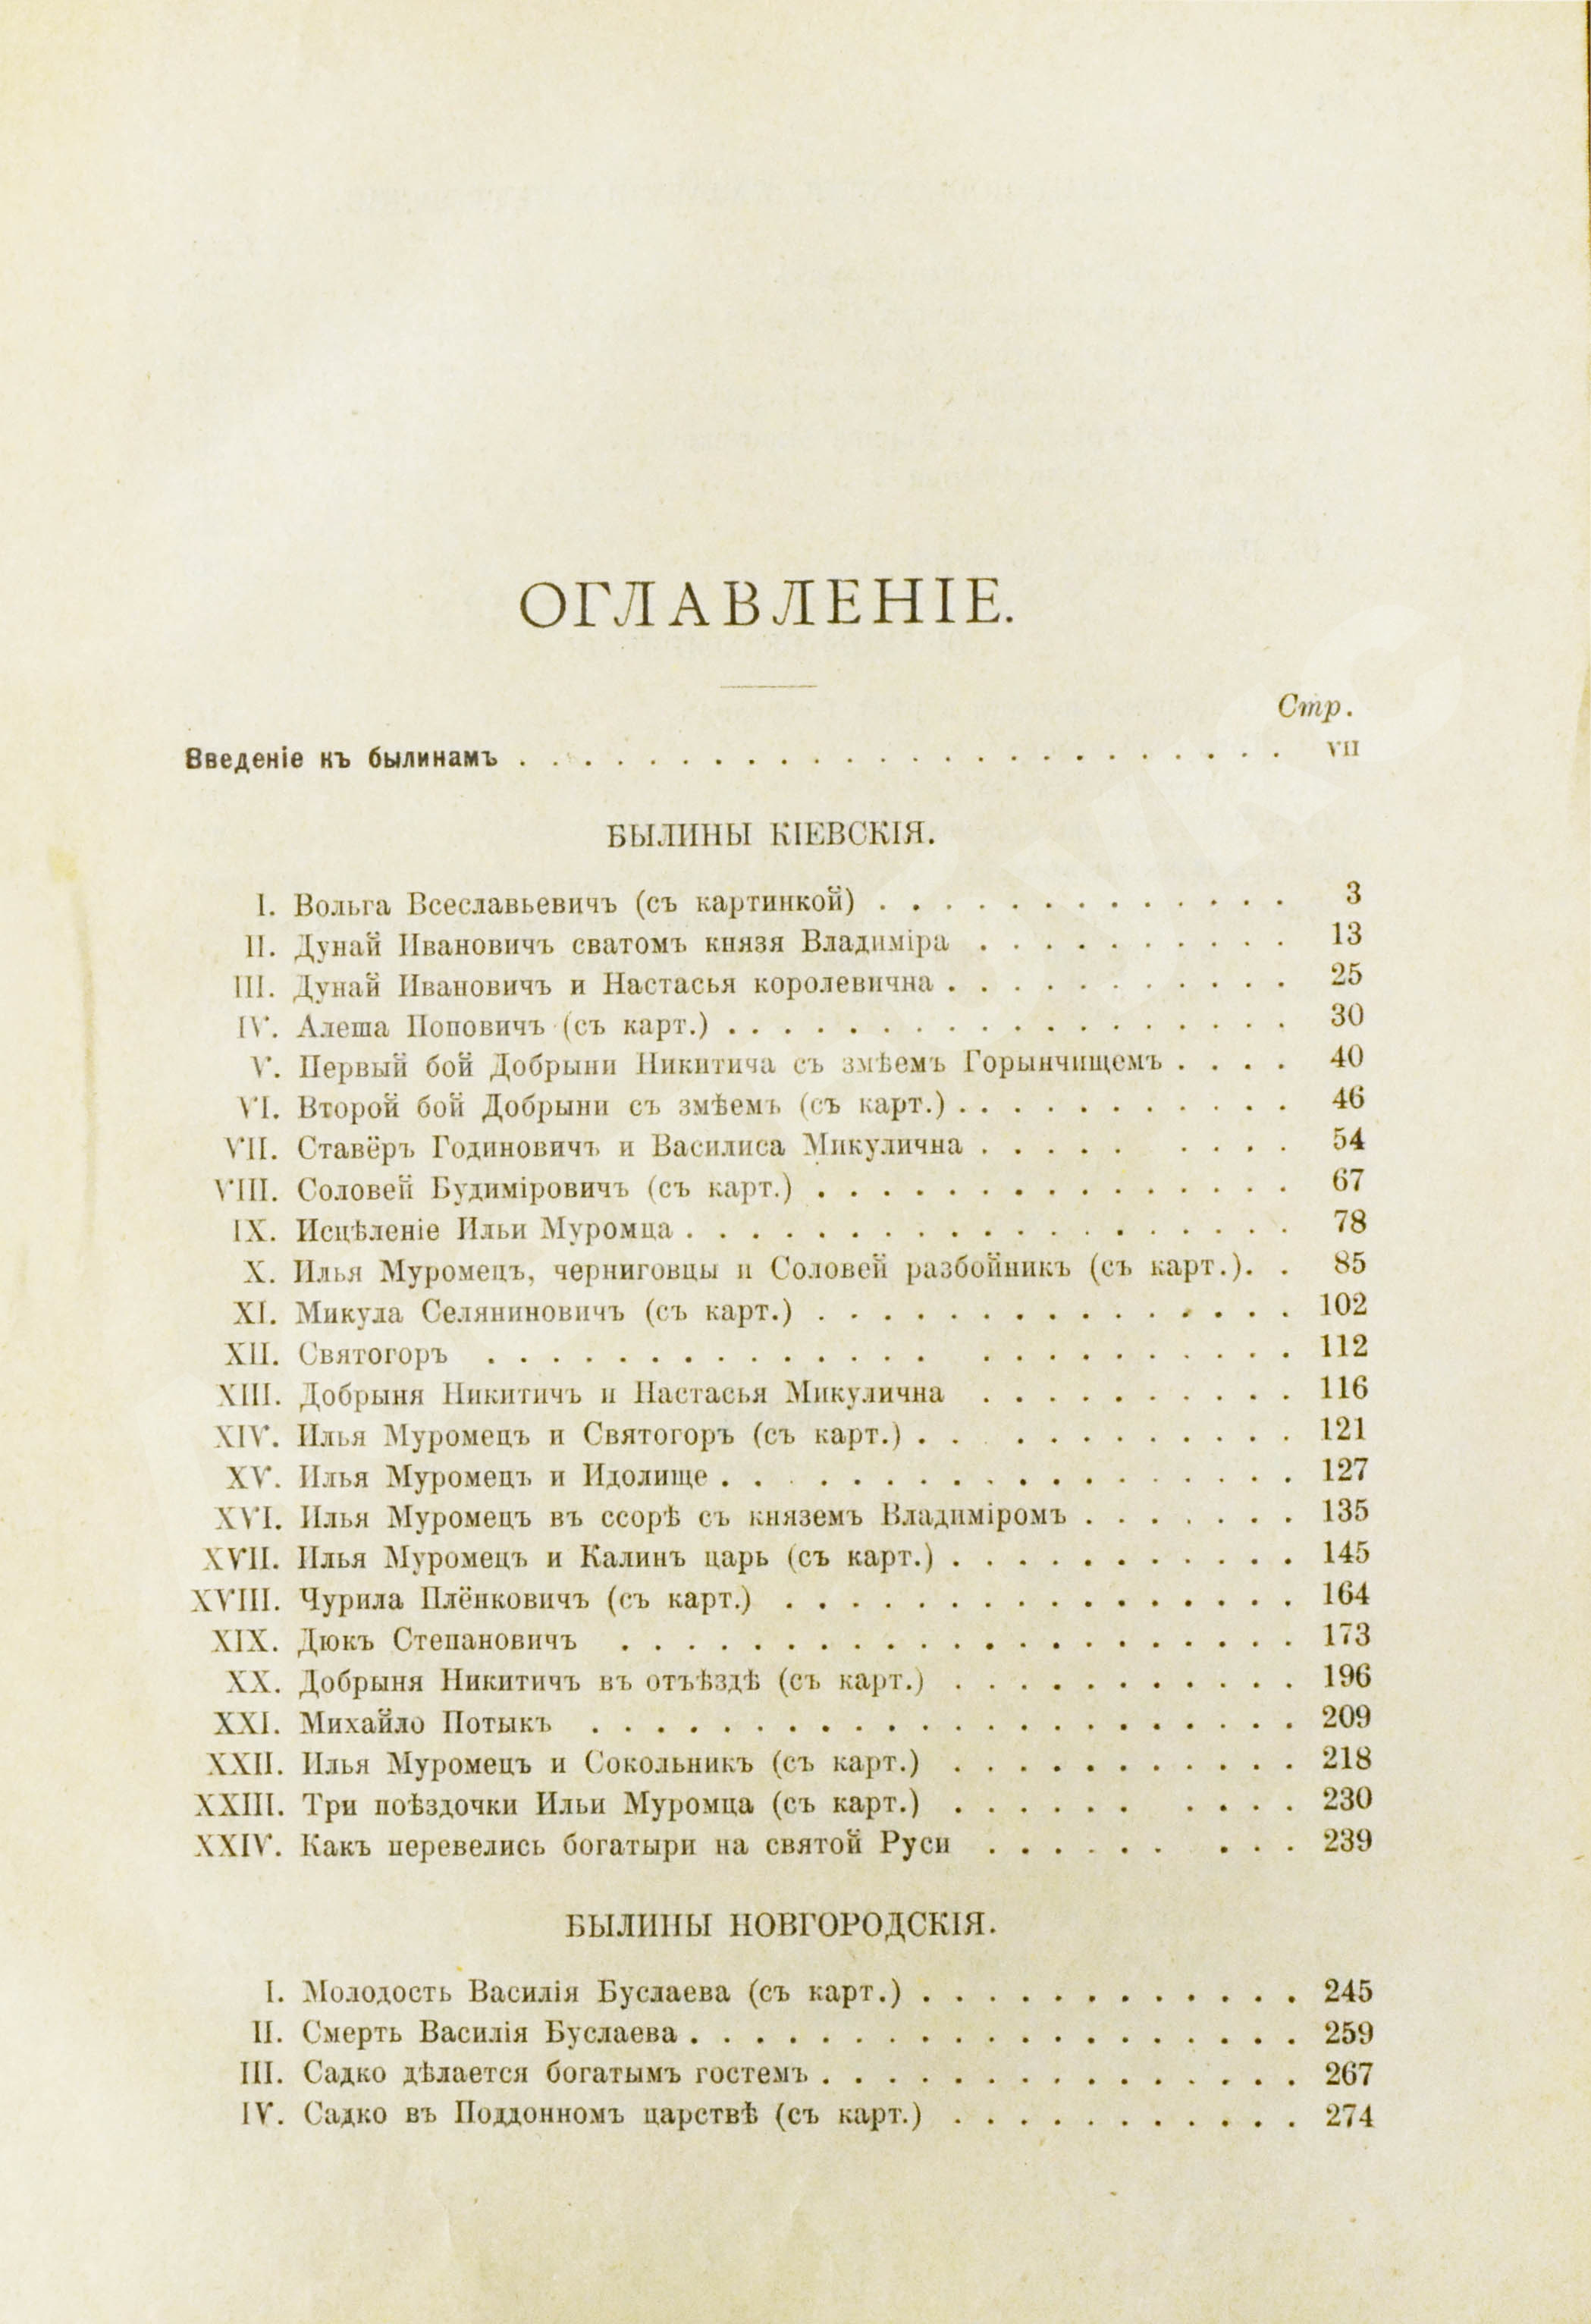 ОГЛАВЛЕНІЕ.
Стр.
Введеніе къ былинамъ . . . . . . . . . . . . . . . . . . . . . . . . VII
БЫЛИНЫ КІЕВСКІЯ.
I. Вольга Всеславьевичъ (съ картинкой) . . . . . . . . . . . . . 3
II. Дунай Ивановичъ сватомъ князя Владиміра . . . . . . . . . . 13
III. Дунай Ивановичъ и Настасья королевична . . . . . . . . . . . 25
IV. Алеша Поповичъ (съ карт.) . . . . . . . . . . . . . . . . . . 30
V. Первый бой Добрыни Никитича съ змѣемъ Горынчищемъ . . . . 40
VI. Второй бой Добрыни съ змѣемъ (съ карт.) . . . . . . . . . . . 46
VII. Ставёръ Годиновичъ и Василиса Микулична . . . . . . . . . 54
VIII. Соловей Будиміровичъ (съ карт.) . . . . . . . . . . . . . . . 67
IX. Исцѣленіе Ильи Муромца . . . . . . . . . . . . . . . . . . . 78
X. Илья Муромецъ, черниговцы и Соловей разбойникъ (съ карт.). . 85
XI. Микула Селяниновичъ (съ карт.) . . . . . . . . . . . . . . . 102
XII. Святогоръ . . . . . . . . . . . . . . . . . . . . . . . . 112
XIII. Добрыня Никитичъ и Настасья Микулична . . . . . . . . . . 116
XIV. Илья Муромецъ и Святогоръ (съ карт.) . . . . . . . . . . . . 121
XV. Илья Муромецъ и Идолище . . . . . . . . . . . . . . . . . . 127
XVI. Илья Муромецъ въ ссорѣ съ княземъ Владиміромъ . . . . . . . 135
XVII. Илья Муромецъ и Калинъ царь (съ карт.) . . . . . . . . . . . 145
XVIII. Чурила Плёнковичъ (съ карт.) . . . . . . . . . . . . . . . . 164
XIX. Дюкъ Степановичъ . . . . . . . . . . . . . . . . . . . . . 173
XX. Добрыня Никитичъ въ отъѣздѣ (съ карт.) . . . . . . . . . . . 196
XXI. Михайло Потыкъ . . . . . . . . . . . . . . . . . . . . . . 209
XXII. Илья Муромецъ и Сокольникъ (съ карт.) . . . . . . . . . . . 218
XXIII. Три поѣздочки Ильи Муромца (съ карт.) . . . . . . . . . . 230
XXIV. Какъ перевелись богатыри на святой Руси . . . . . . . . . 239
БЫЛИНЫ НОВГОРОДСКІЯ.
I. Молодость Василія Буслаева (съ карт.) . . . . . . . . . . . . 245
II. Смерть Василія Буслаева . . . . . . . . . . . . . . . . . . . 259
III. Садко дѣлается богатымъ гостемъ . . . . . . . . . . . . . . . 267
IV. Садко въ Поддонномъ царствѣ (съ карт.) . . . . . . . . . . . 274